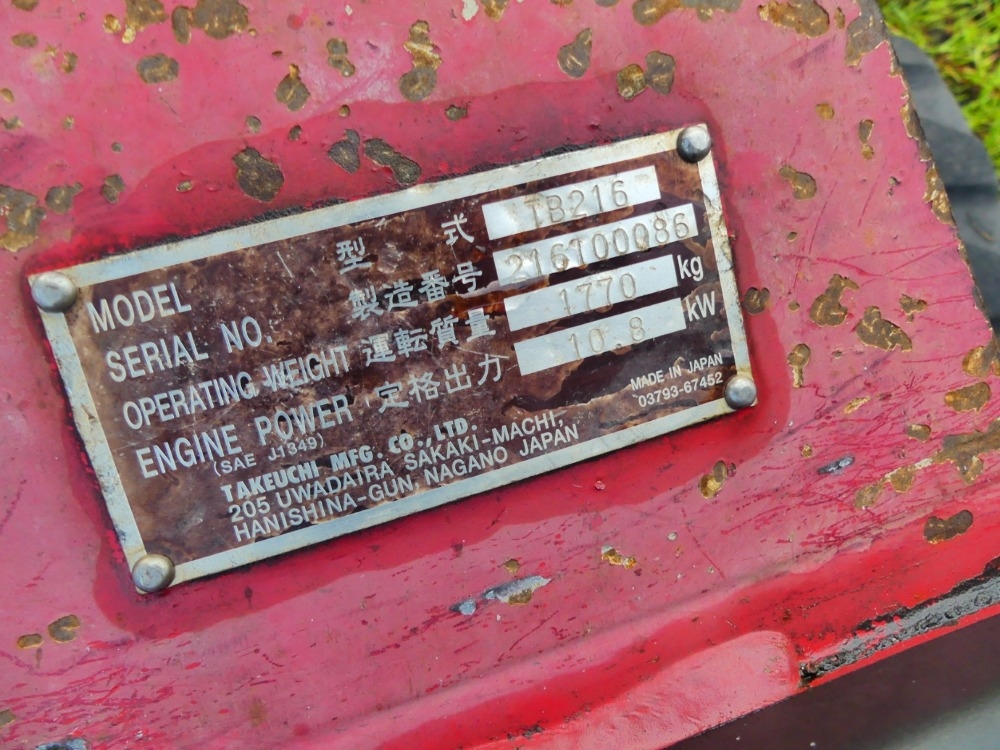 MODEL 型 式 TB216
SERIAL NO. 製造番号 216100086
OPERATING WEIGHT 運転質量 1770 kg
ENGINE POWER 定格出力 10.8 kW
(SAE J1349)
TAKEUCHI MFG. CO.,LTD.
205 UWADAIRA SAKAKI-MACHI,
HANISHINA-GUN NAGANO JAPAN
MADE IN JAPAN
03793-67452